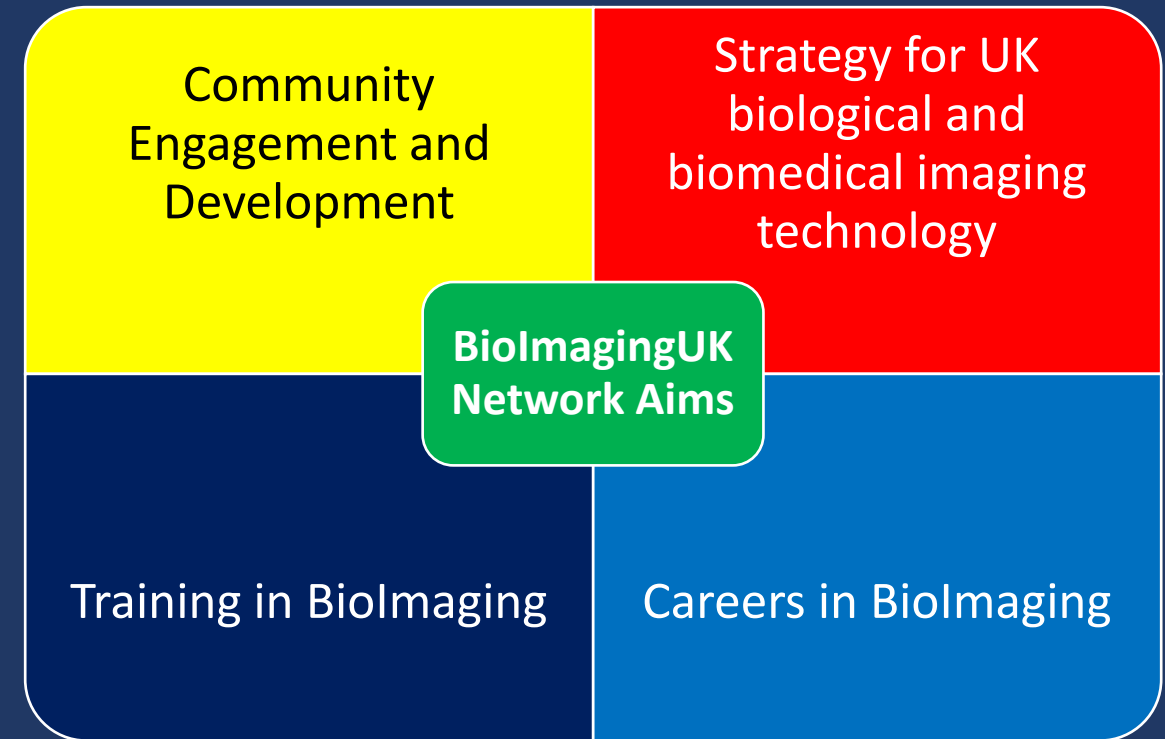 Community
Engagement and
Development
Strategy for UK
biological and
biomedical imaging
technology
BioImagingUK
Network Aims
Training in BioImaging
Careers in BioImaging